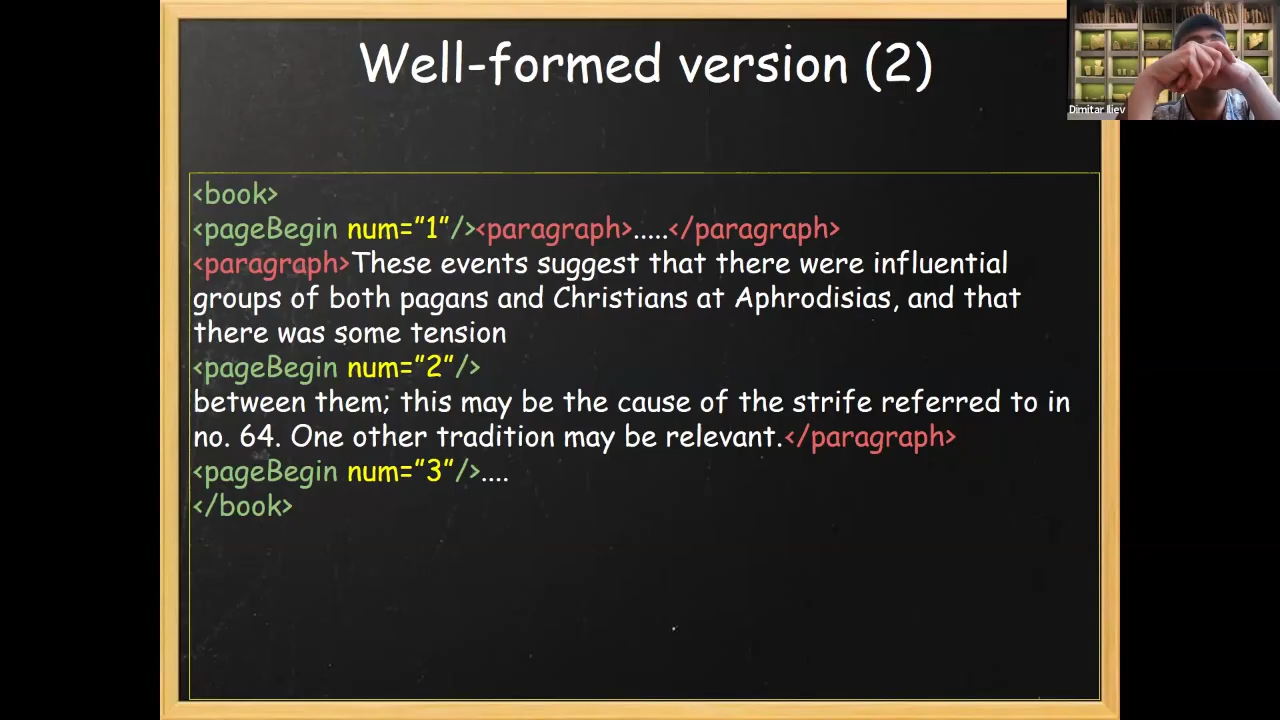 Well-formed version (2)
Dimitar Iliev
<book>
<pageBegin num=”1”/><paragraph>.....</paragraph>
<paragraph>These events suggest that there were influential
groups of both pagans and Christians at Aphrodisias, and that
there was some tension
<pageBegin num=”2”/>
between them; this may be the cause of the strife referred to in
no. 64. One other tradition may be relevant.</paragraph>
<pageBegin num=”3”/>....
</book>